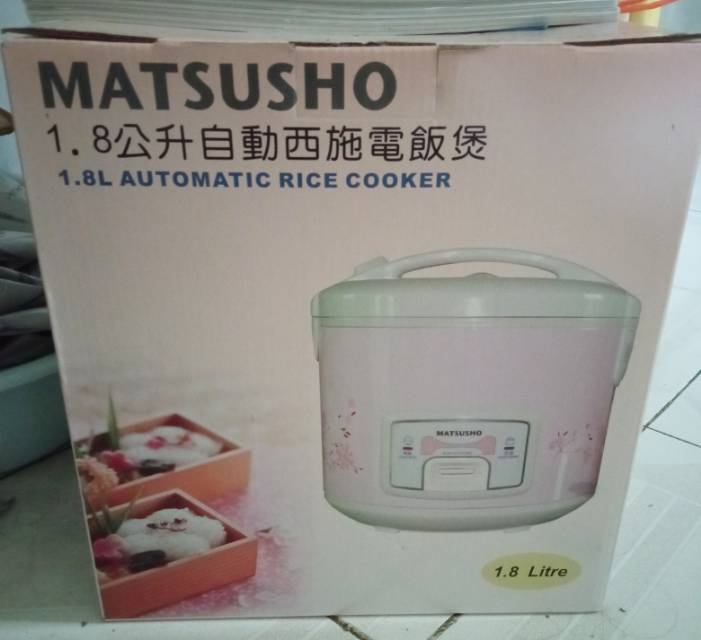 MATSUSHO
1.8公升自動西施電飯煲
1.8L AUTOMATIC RICE COOKER
MATSUSHO
1.8 Litre